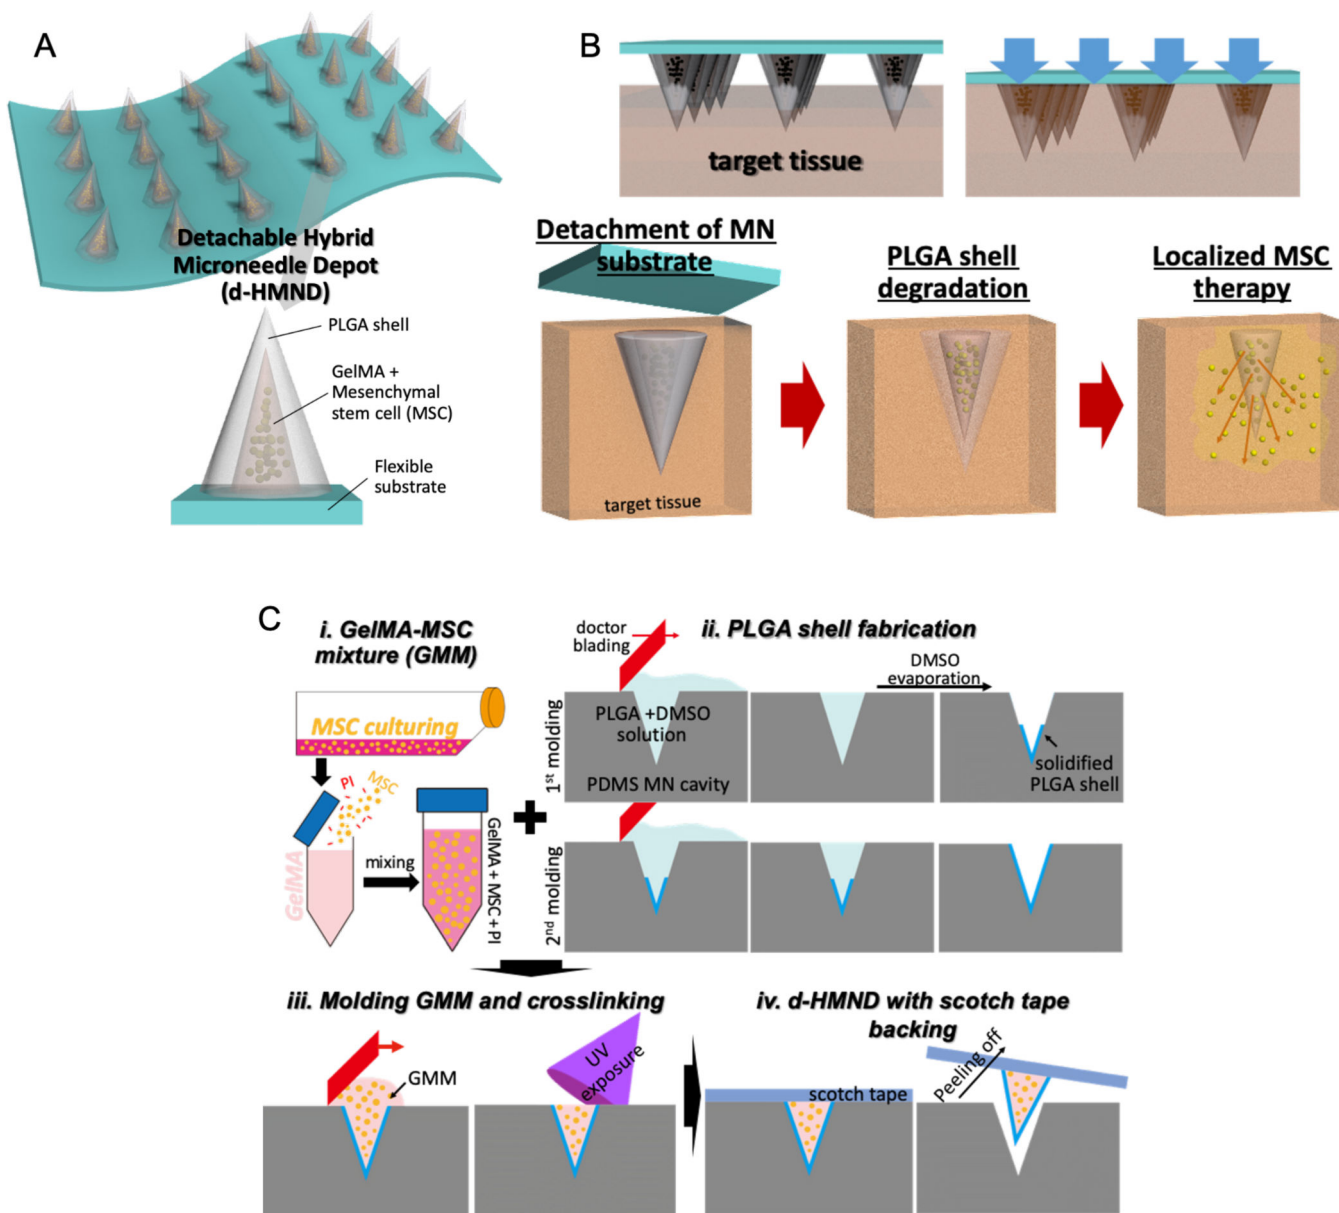 A
Detachable Hybrid
Microneedle Depot
(d-HMND)
PLGA shell
GelMA +
Mesenchymal
stem cell (MSC)
Flexible
substrate
B
target tissue
Detachment of MN
substrate
target tissue
PLGA shell
degradation
Localized MSC
therapy
C
i. GelMA-MSC
mixture (GMM)
MSC culturing
PI
MSC
GelMA
mixing
GelMA + MSC + PI
ii. PLGA shell fabrication
doctor
blading
DMSO
evaporation
1st molding
PLGA +DMSO
solution
PDMS MN cavity
solidified
PLGA shell
2nd molding
iii. Molding GMM and crosslinking
GMM
UV
exposure
iv. d-HMND with scotch tape
backing
scotch tape
Peeling off